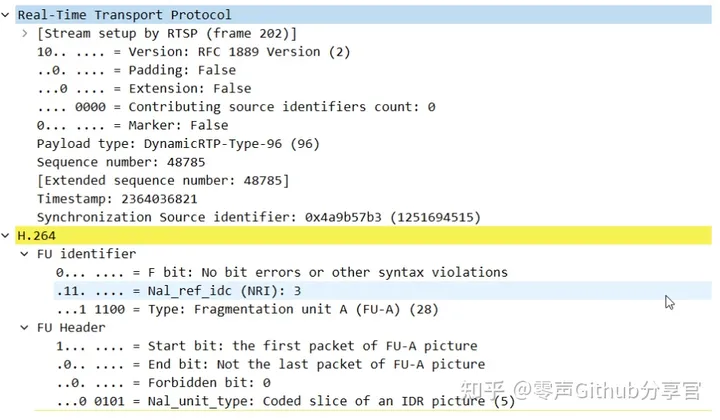 Real-Time Transport Protocol
[Stream setup by RTSP (frame 202)]
10.. .... = Version: RFC 1889 Version (2)
..0. .... = Padding: False
...0 .... = Extension: False
.... 0000 = Contributing source identifiers count: 0
0... .... = Marker: False
Payload type: DynamicRTP-Type-96 (96)
Sequence number: 48785
[Extended sequence number: 48785]
Timestamp: 2364036821
Synchronization Source identifier: 0x4a9b57b3 (1251694515)
H.264
FU identifier
0... .... = F bit: No bit errors or other syntax violations
.11. .... = Nal_ref_idc (NRI): 3
...1 1100 = Type: Fragmentation unit A (FU-A) (28)
FU Header
1... .... = Start bit: the first packet of FU-A picture
.0.. .... = End bit: Not the last packet of FU-A picture
..0. .... = Forbidden bit: 0
...0 0101 = Nal_unit_type: Coded slice of an IDR picture (5)
知乎 @零声Github分享官